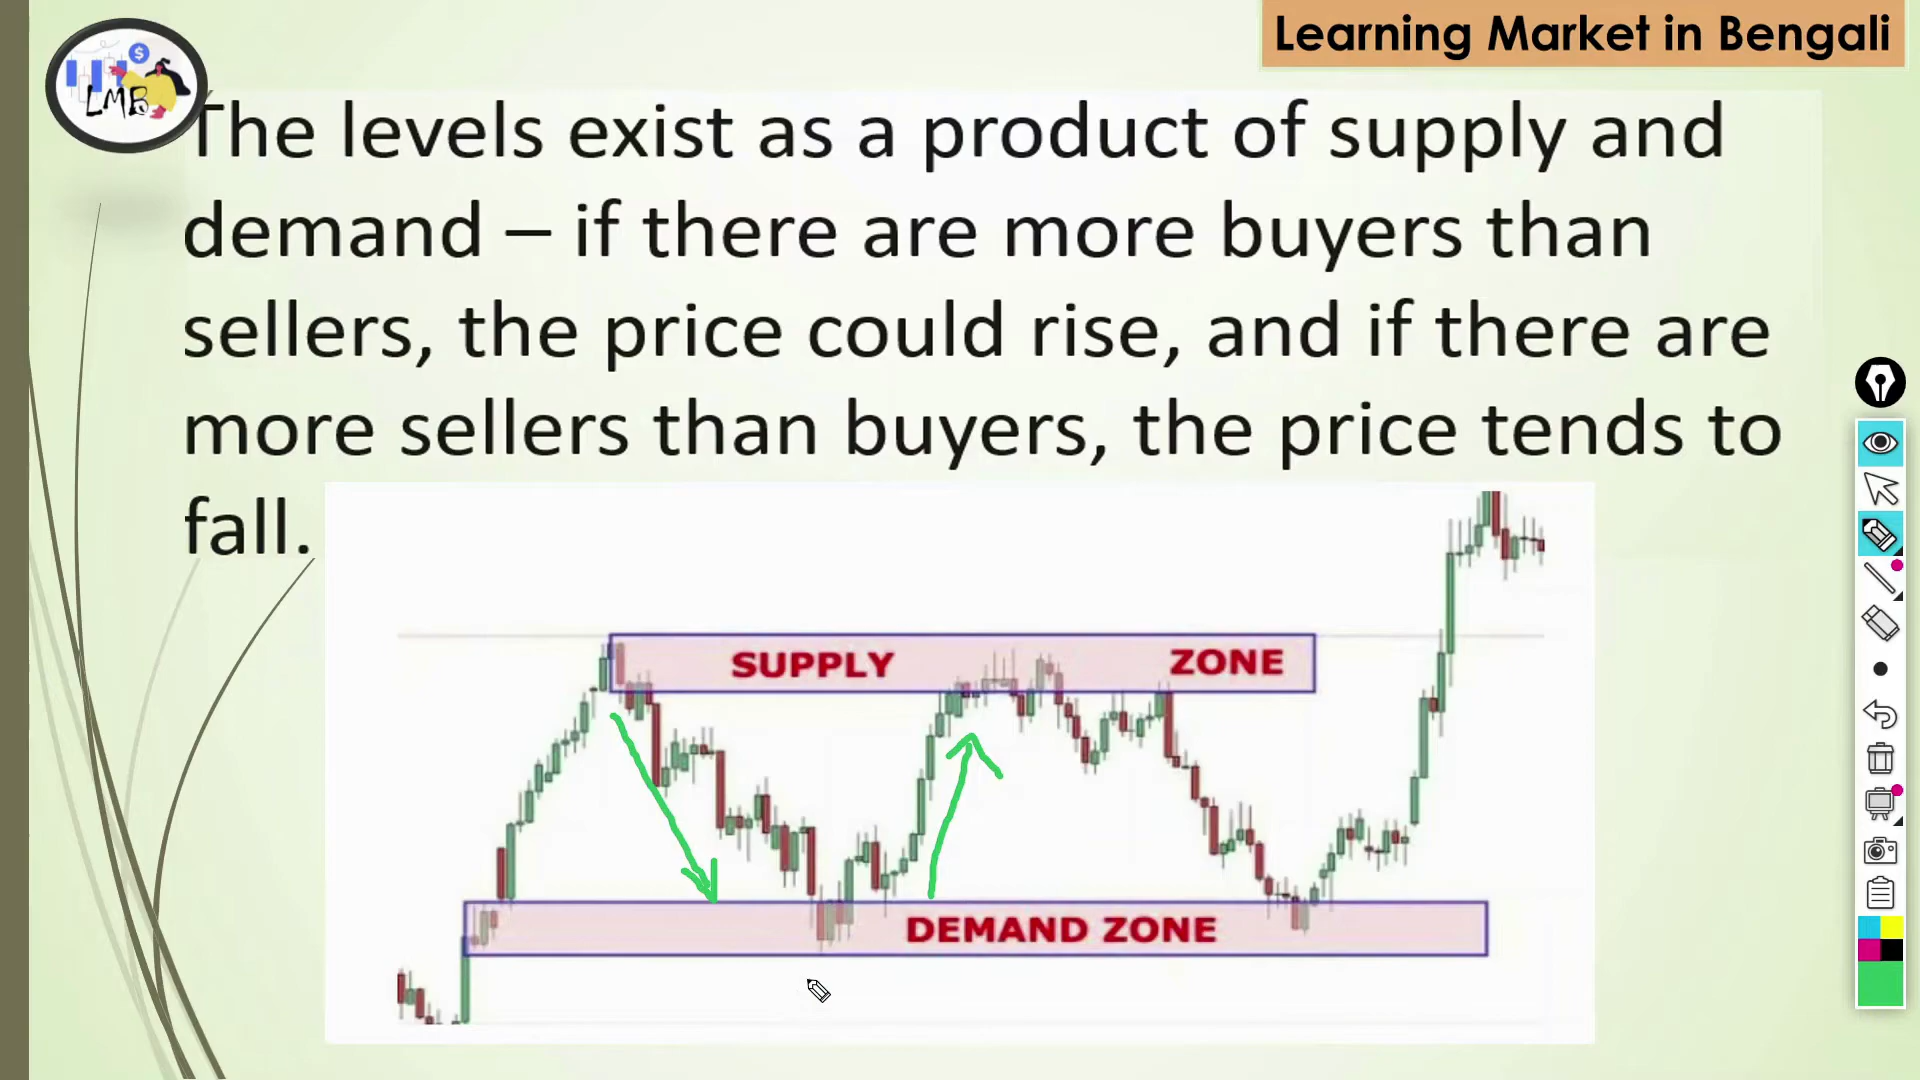 Learning Market in Bengali
LMB
The levels exist as a product of supply and
demand – if there are more buyers than
sellers, the price could rise, and if there are
more sellers than buyers, the price tends to
fall.
SUPPLY ZONE
DEMAND ZONE